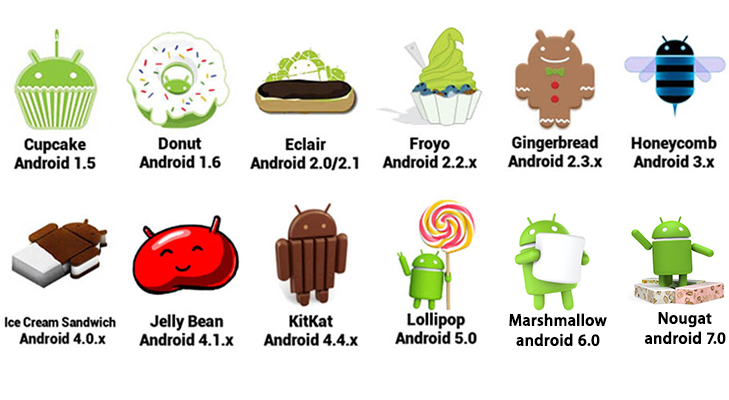 Cupcake
Android 1.5
Donut
Android 1.6
Eclair
Android 2.0/2.1
Froyo
Android 2.2.x
Gingerbread
Android 2.3.x
Honeycomb
Android 3.x
Ice Cream Sandwich
Android 4.0.x
Jelly Bean
Android 4.1.x
KitKat
Android 4.4.x
Lollipop
Android 5.0
Marshmallow
android 6.0
Nougat
android 7.0